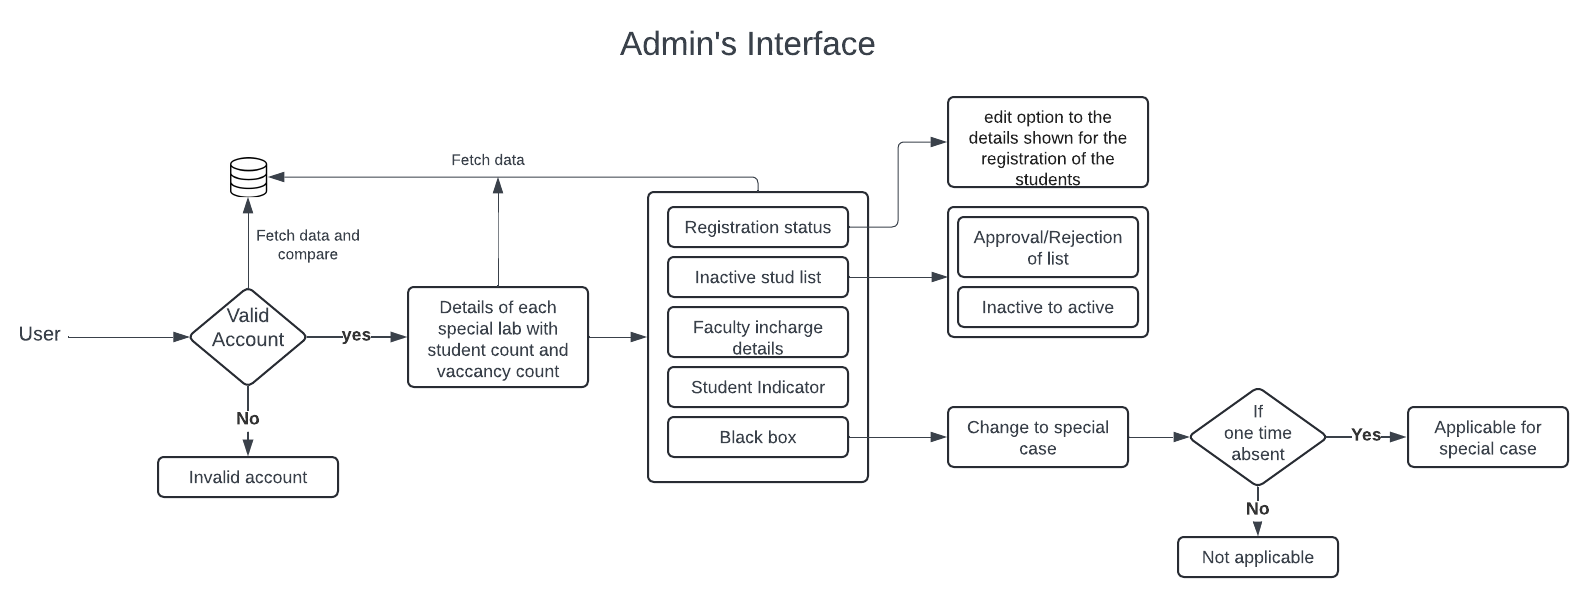 Admin's Interface
edit option to the
details shown for the
registration of the
students
Fetch data
Fetch data and
compare
Registration status
Approval/Rejection
of list
Inactive stud list
Inactive to active
User
Valid
Account
yes
Details of each
special lab with
student count and
vaccancy count
Faculty incharge
details
Student Indicator
No
Black box
Change to special
case
If
one time
absent
Yes
Applicable for
special case
Invalid account
No
Not applicable